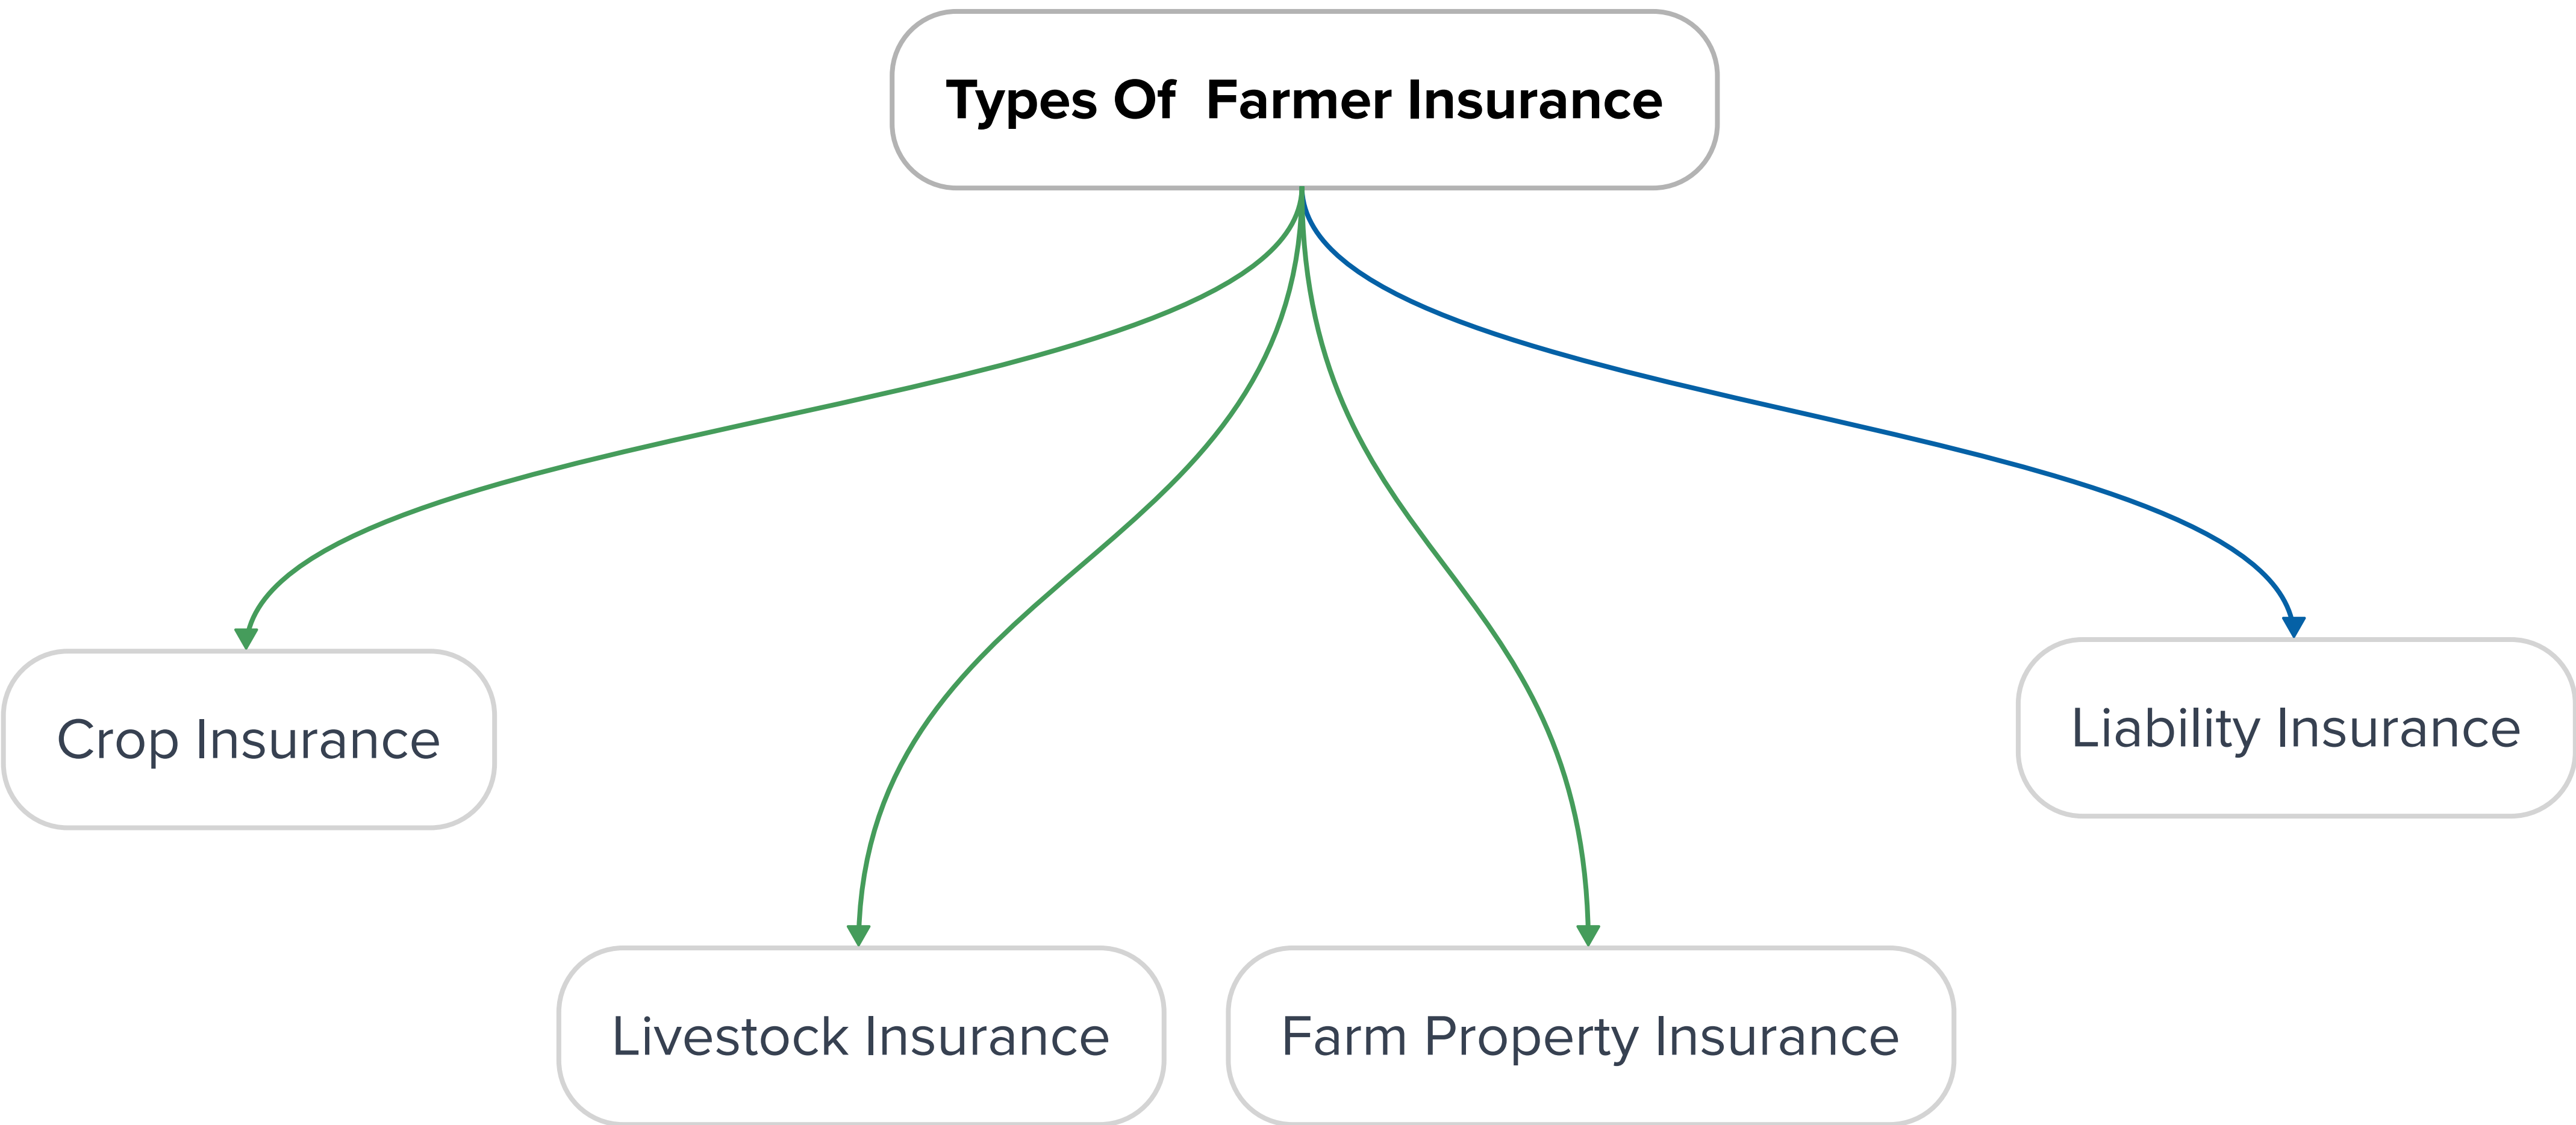 Types Of  Farmer Insurance
Crop Insurance
Liability Insurance
Livestock Insurance
Farm Property Insurance